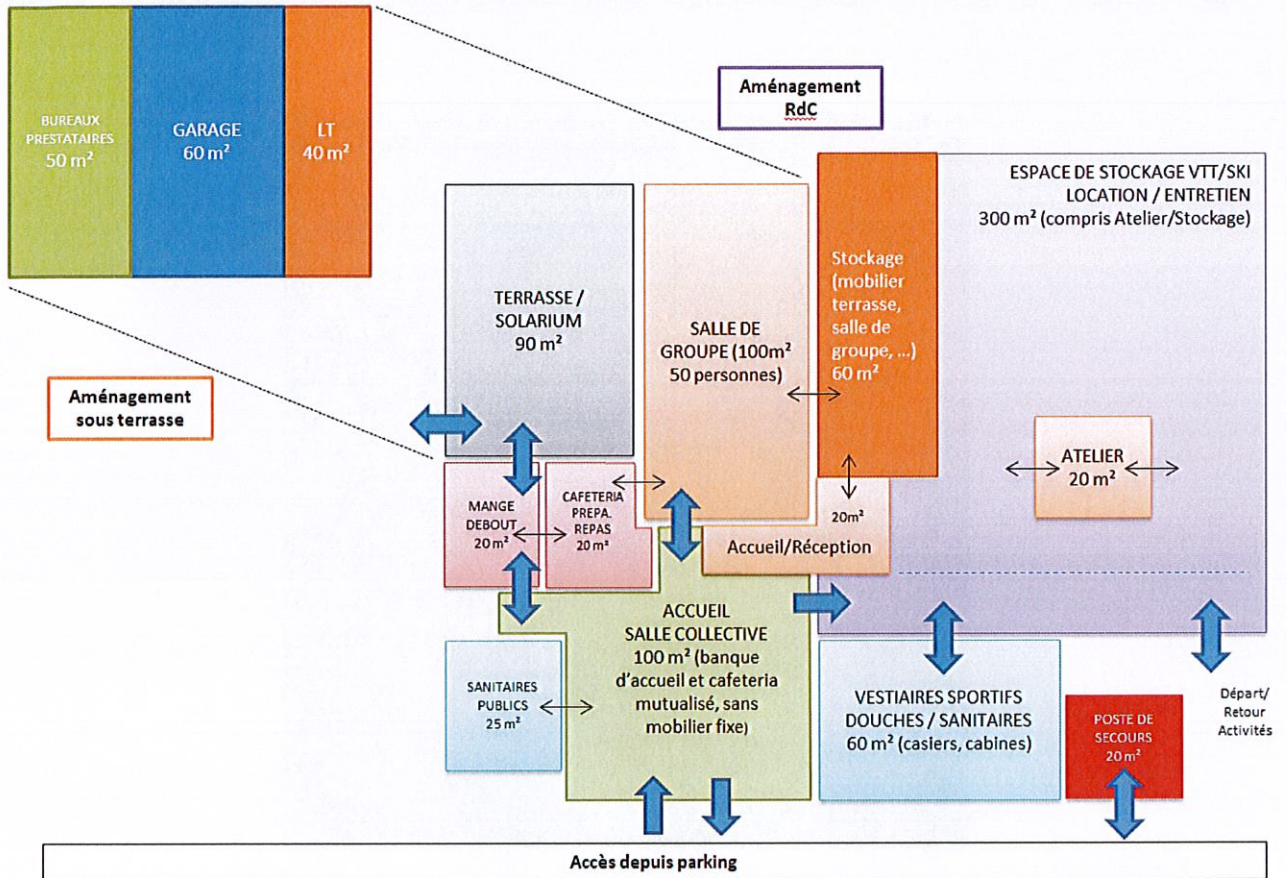 BUREAUX
PRESTATAIRES
50 m²
GARAGE
60 m²
LT
40 m²
Aménagement
RdC
Aménagement
sous terrasse
TERRASSE /
SOLARIUM
90 m²
SALLE DE
GROUPE (100m²
50 personnes)
Stockage
(mobilier
terrasse,
salle de
groupe, ...)
60 m²
ESPACE DE STOCKAGE VTT/SKI
LOCATION / ENTRETIEN
300 m² (compris Atelier/Stockage)
ATELIER
20 m²
MANGE
DEBOUT
20 m²
CAFETERIA
PREPA.
REPAS
20 m²
20m²
Accueil/Réception
ACCUEIL
SALLE COLLECTIVE
100 m² (banque
d'accueil et cafeteria
mutualisé, sans
mobilier fixe)
SANITAIRES
PUBLICS
25 m²
VESTIAIRES SPORTIFS
DOUCHES / SANITAIRES
60 m² (casiers, cabines)
POSTE DE
SECOURS
20 m²
Départ/
Retour
Activités
Accès depuis parking